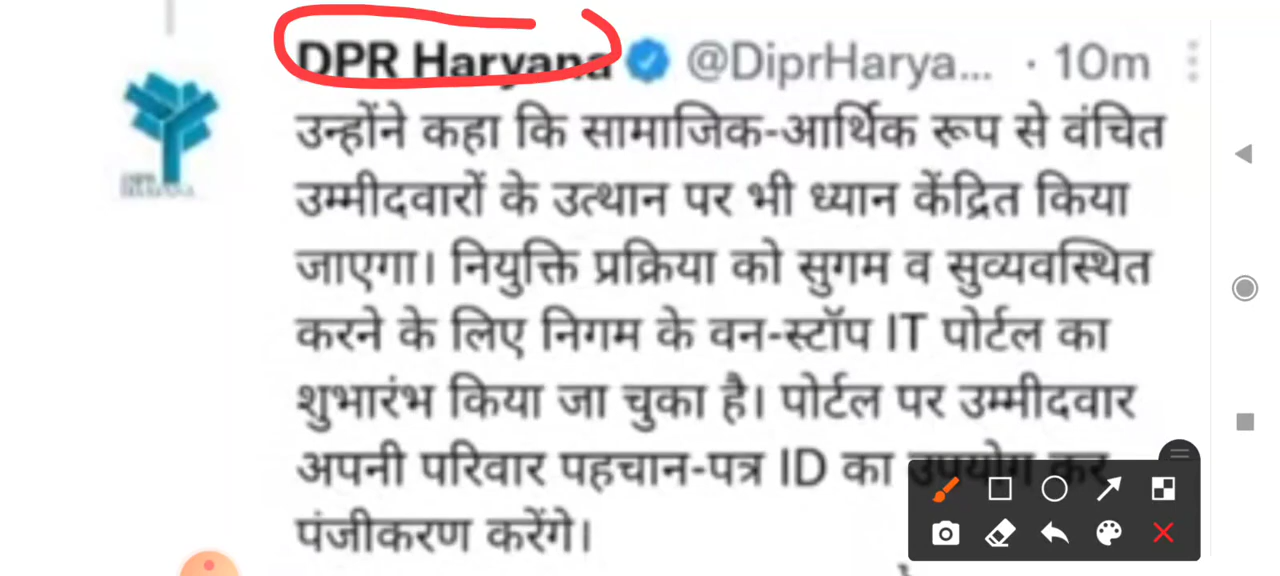 DPR Haryana @DiprHarya... · 10m
उन्होंने कहा कि सामाजिक-आर्थिक रूप से वंचित
उम्मीदवारों के उत्थान पर भी ध्यान केंद्रित किया
जाएगा। नियुक्ति प्रक्रिया को सुगम व सुव्यवस्थित
करने के लिए निगम के वन-स्टॉप IT पोर्टल का
शुभारंभ किया जा चुका है। पोर्टल पर उम्मीदवार
अपनी परिवार पहचान-पत्र ID का उपयोग कर
पंजीकरण करेंगे।